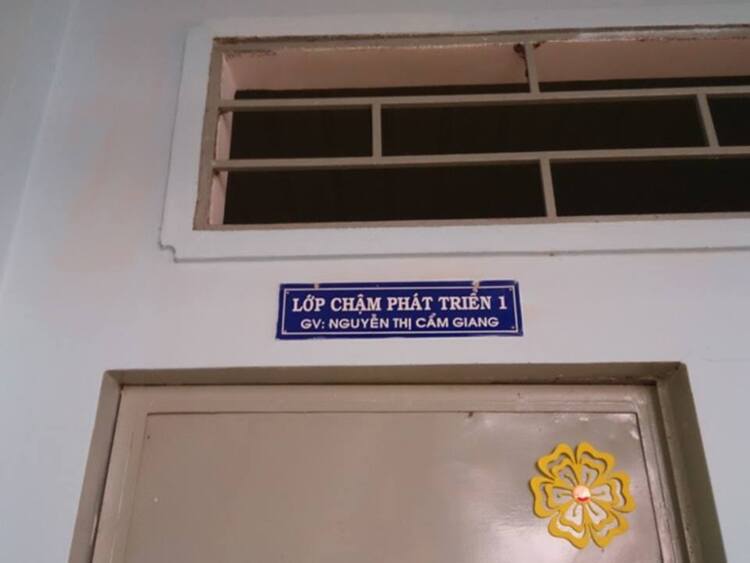 LỚP CHẬM PHÁT TRIỂN 1
GV: NGUYỄN THỊ CẨM GIANG